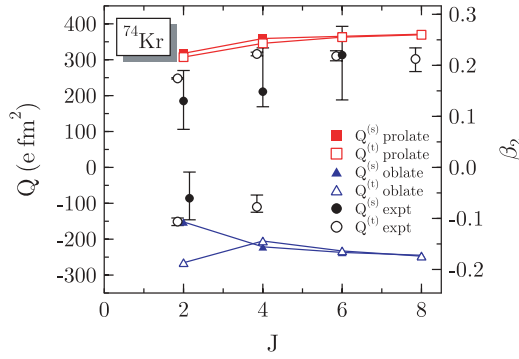 ⁷⁴Kr
Q (e fm²)
400
300
200
100
0
-100
-150
-200
-300
0.3
0.2
0.1
0.0
-0.1
-0.2
β₂
Q⁽ˢ⁾ prolate
Q⁽ᵗ⁾ prolate
Q⁽ˢ⁾ oblate
Q⁽ᵗ⁾ oblate
Q⁽ˢ⁾ expt
Q⁽ᵗ⁾ expt
0 2 4 6 8
J